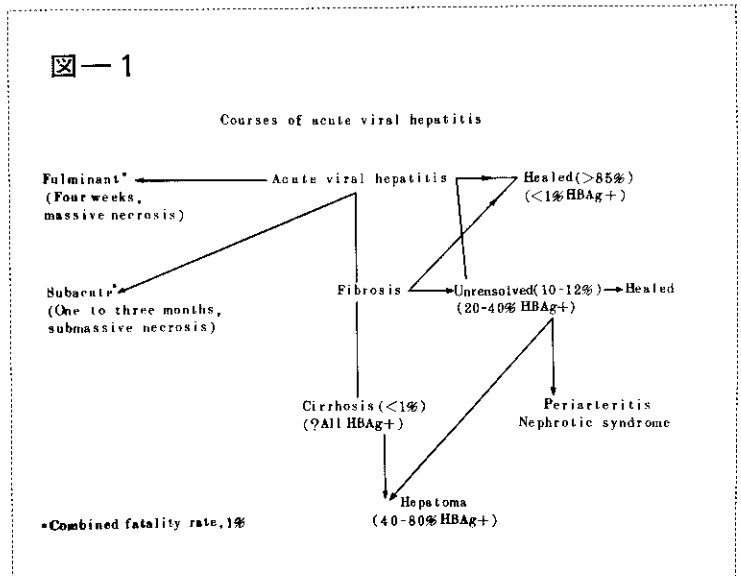 図—1
Courses of acute viral hepatitis
Fulminant*
(Four weeks,
massive necrosis)
Acute viral hepatitis
Healed(>85%)
(<1%HBAg+)
Subacute*
(One to three months,
submassive necrosis)
Fibrosis
Unrensolved(10-12%)
(20-40%HBAg+)
Healed
Cirrhosis(<1%)
(?All HBAg+)
Periarteritis
Nephrotic syndrome
Hepatoma
(40-80%HBAg+)
*Combined fatality rate,1%